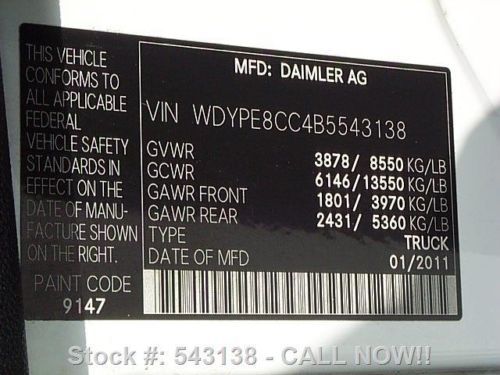 THIS VEHICLE
CONFORMS TO
ALL APPLICABLE
FEDERAL
VEHICLE SAFETY
STANDARDS IN
EFFECT ON THE
DATE OF MANU-
FACTURE SHOWN
ON THE RIGHT.
PAINT CODE
9147
MFD: DAIMLER AG
VIN WDYPE8CC4B5543138
GVWR 3878/ 8550 KG/LB
GCWR 6146/13550 KG/LB
GAWR FRONT 1801/ 3970 KG/LB
GAWR REAR 2431/ 5360 KG/LB
TYPE TRUCK
DATE OF MFD 01/2011
Stock #: 543138 - CALL NOW!!